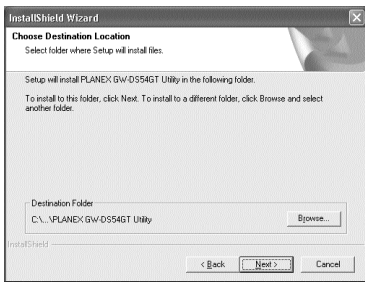 InstallShield Wizard
Choose Destination Location
Select folder where Setup will install files.
Setup will install PLANEX GW-DS54GT Utility in the following folder.
To install to this folder, click Next. To install to a different folder, click Browse and select
another folder.
Destination Folder
C:\...\PLANEX GW-DS54GT Utility
Browse...
InstallShield
< Back
Next >
Cancel